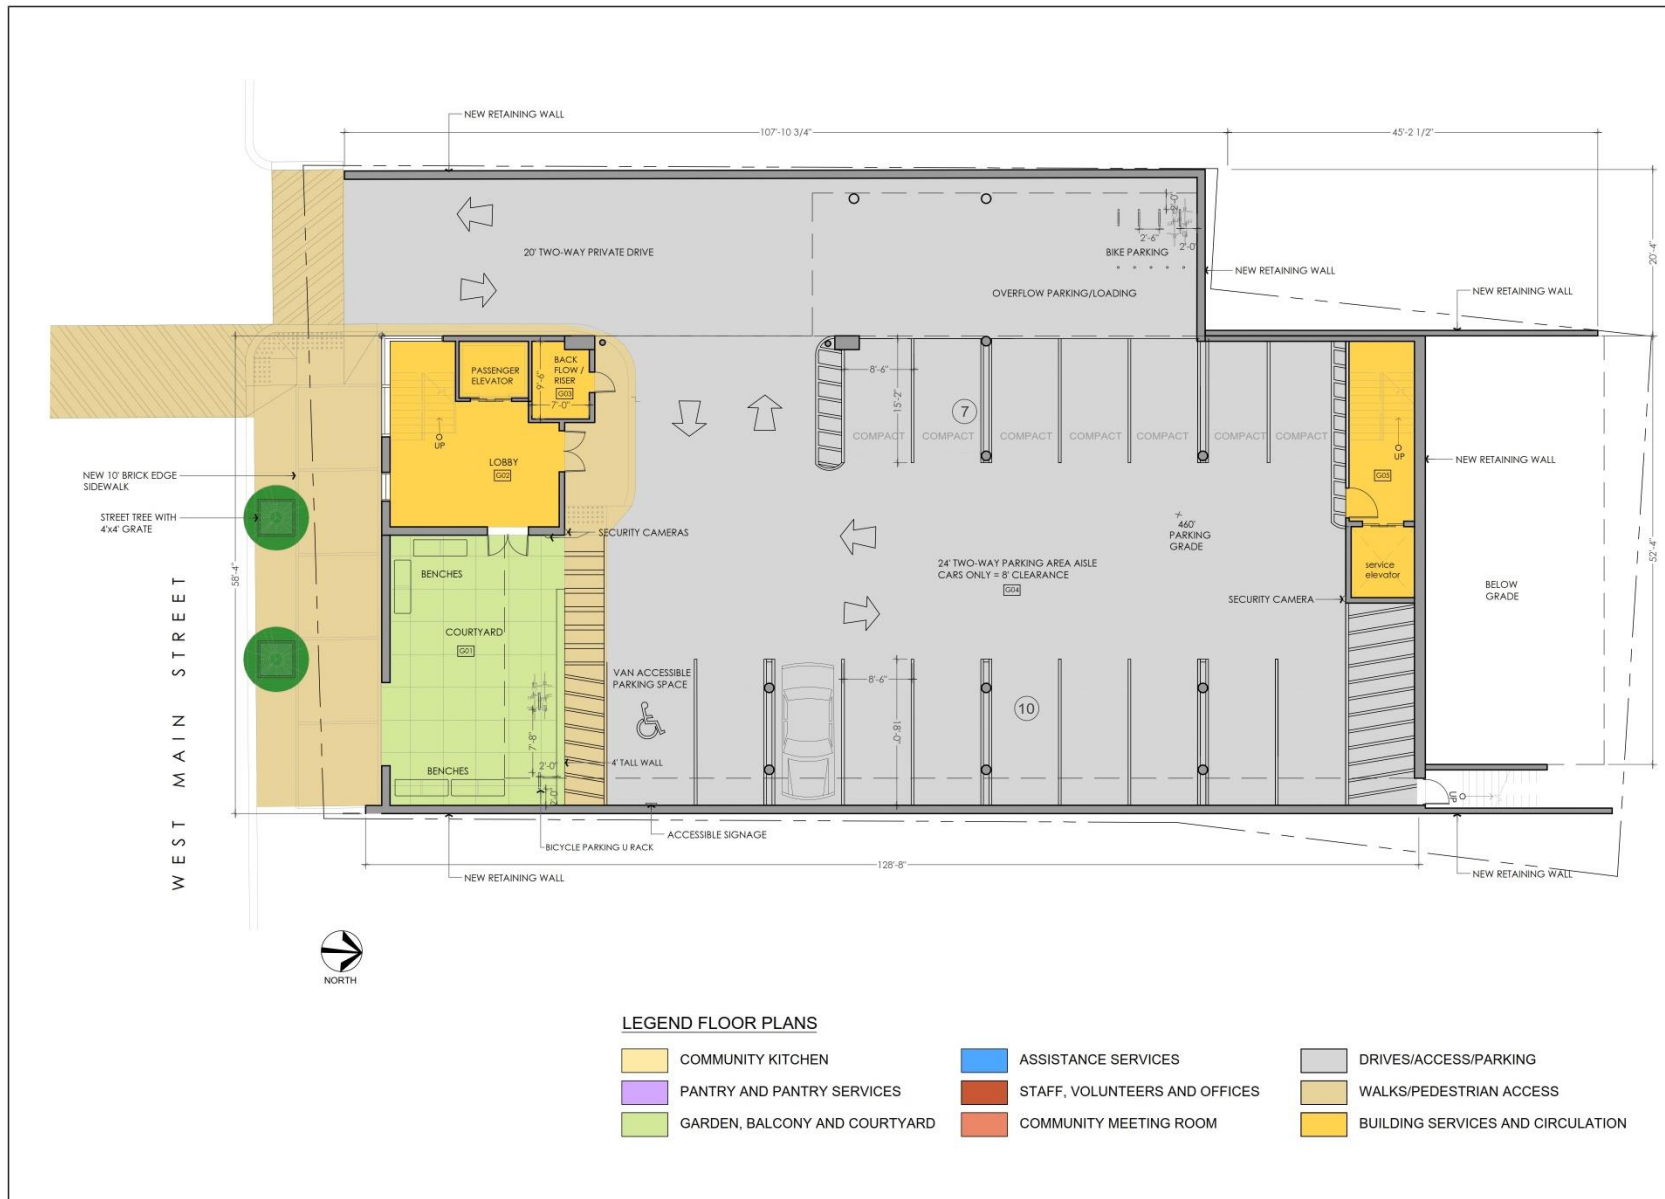 NEW RETAINING WALL
107'-10 3/4"
45'-2 1/2"
20' TWO-WAY PRIVATE DRIVE
2'-0"
2'-6"
2'-0"
BIKE PARKING
OVERFLOW PARKING/LOADING
NEW RETAINING WALL
NEW RETAINING WALL
20'-4"
PASSENGER
ELEVATOR
BACK
FLOW /
RISER
G03
9'-6"
7'-0"
UP
LOBBY
G02
8'-6"
15'-2"
7
COMPACT
COMPACT
COMPACT
COMPACT
COMPACT
COMPACT
COMPACT
UP
G05
NEW RETAINING WALL
NEW 10' BRICK EDGE
SIDEWALK
STREET TREE WITH
4'x4' GRATE
SECURITY CAMERAS
460'
PARKING
GRADE
24' TWO-WAY PARKING AREA AISLE
CARS ONLY = 8' CLEARANCE
G04
service
elevator
SECURITY CAMERA
BELOW
GRADE
52'-4"
58'-4"
WEST MAIN STREET
BENCHES
COURTYARD
G01
VAN ACCESSIBLE
PARKING SPACE
8'-6"
18'-0"
10
7'-8"
2'-0"
2'-0"
4' TALL WALL
BENCHES
UP
ACCESSIBLE SIGNAGE
BICYCLE PARKING U RACK
128'-8"
NEW RETAINING WALL
NEW RETAINING WALL
NORTH
LEGEND FLOOR PLANS
COMMUNITY KITCHEN
PANTRY AND PANTRY SERVICES
GARDEN, BALCONY AND COURTYARD
ASSISTANCE SERVICES
STAFF, VOLUNTEERS AND OFFICES
COMMUNITY MEETING ROOM
DRIVES/ACCESS/PARKING
WALKS/PEDESTRIAN ACCESS
BUILDING SERVICES AND CIRCULATION